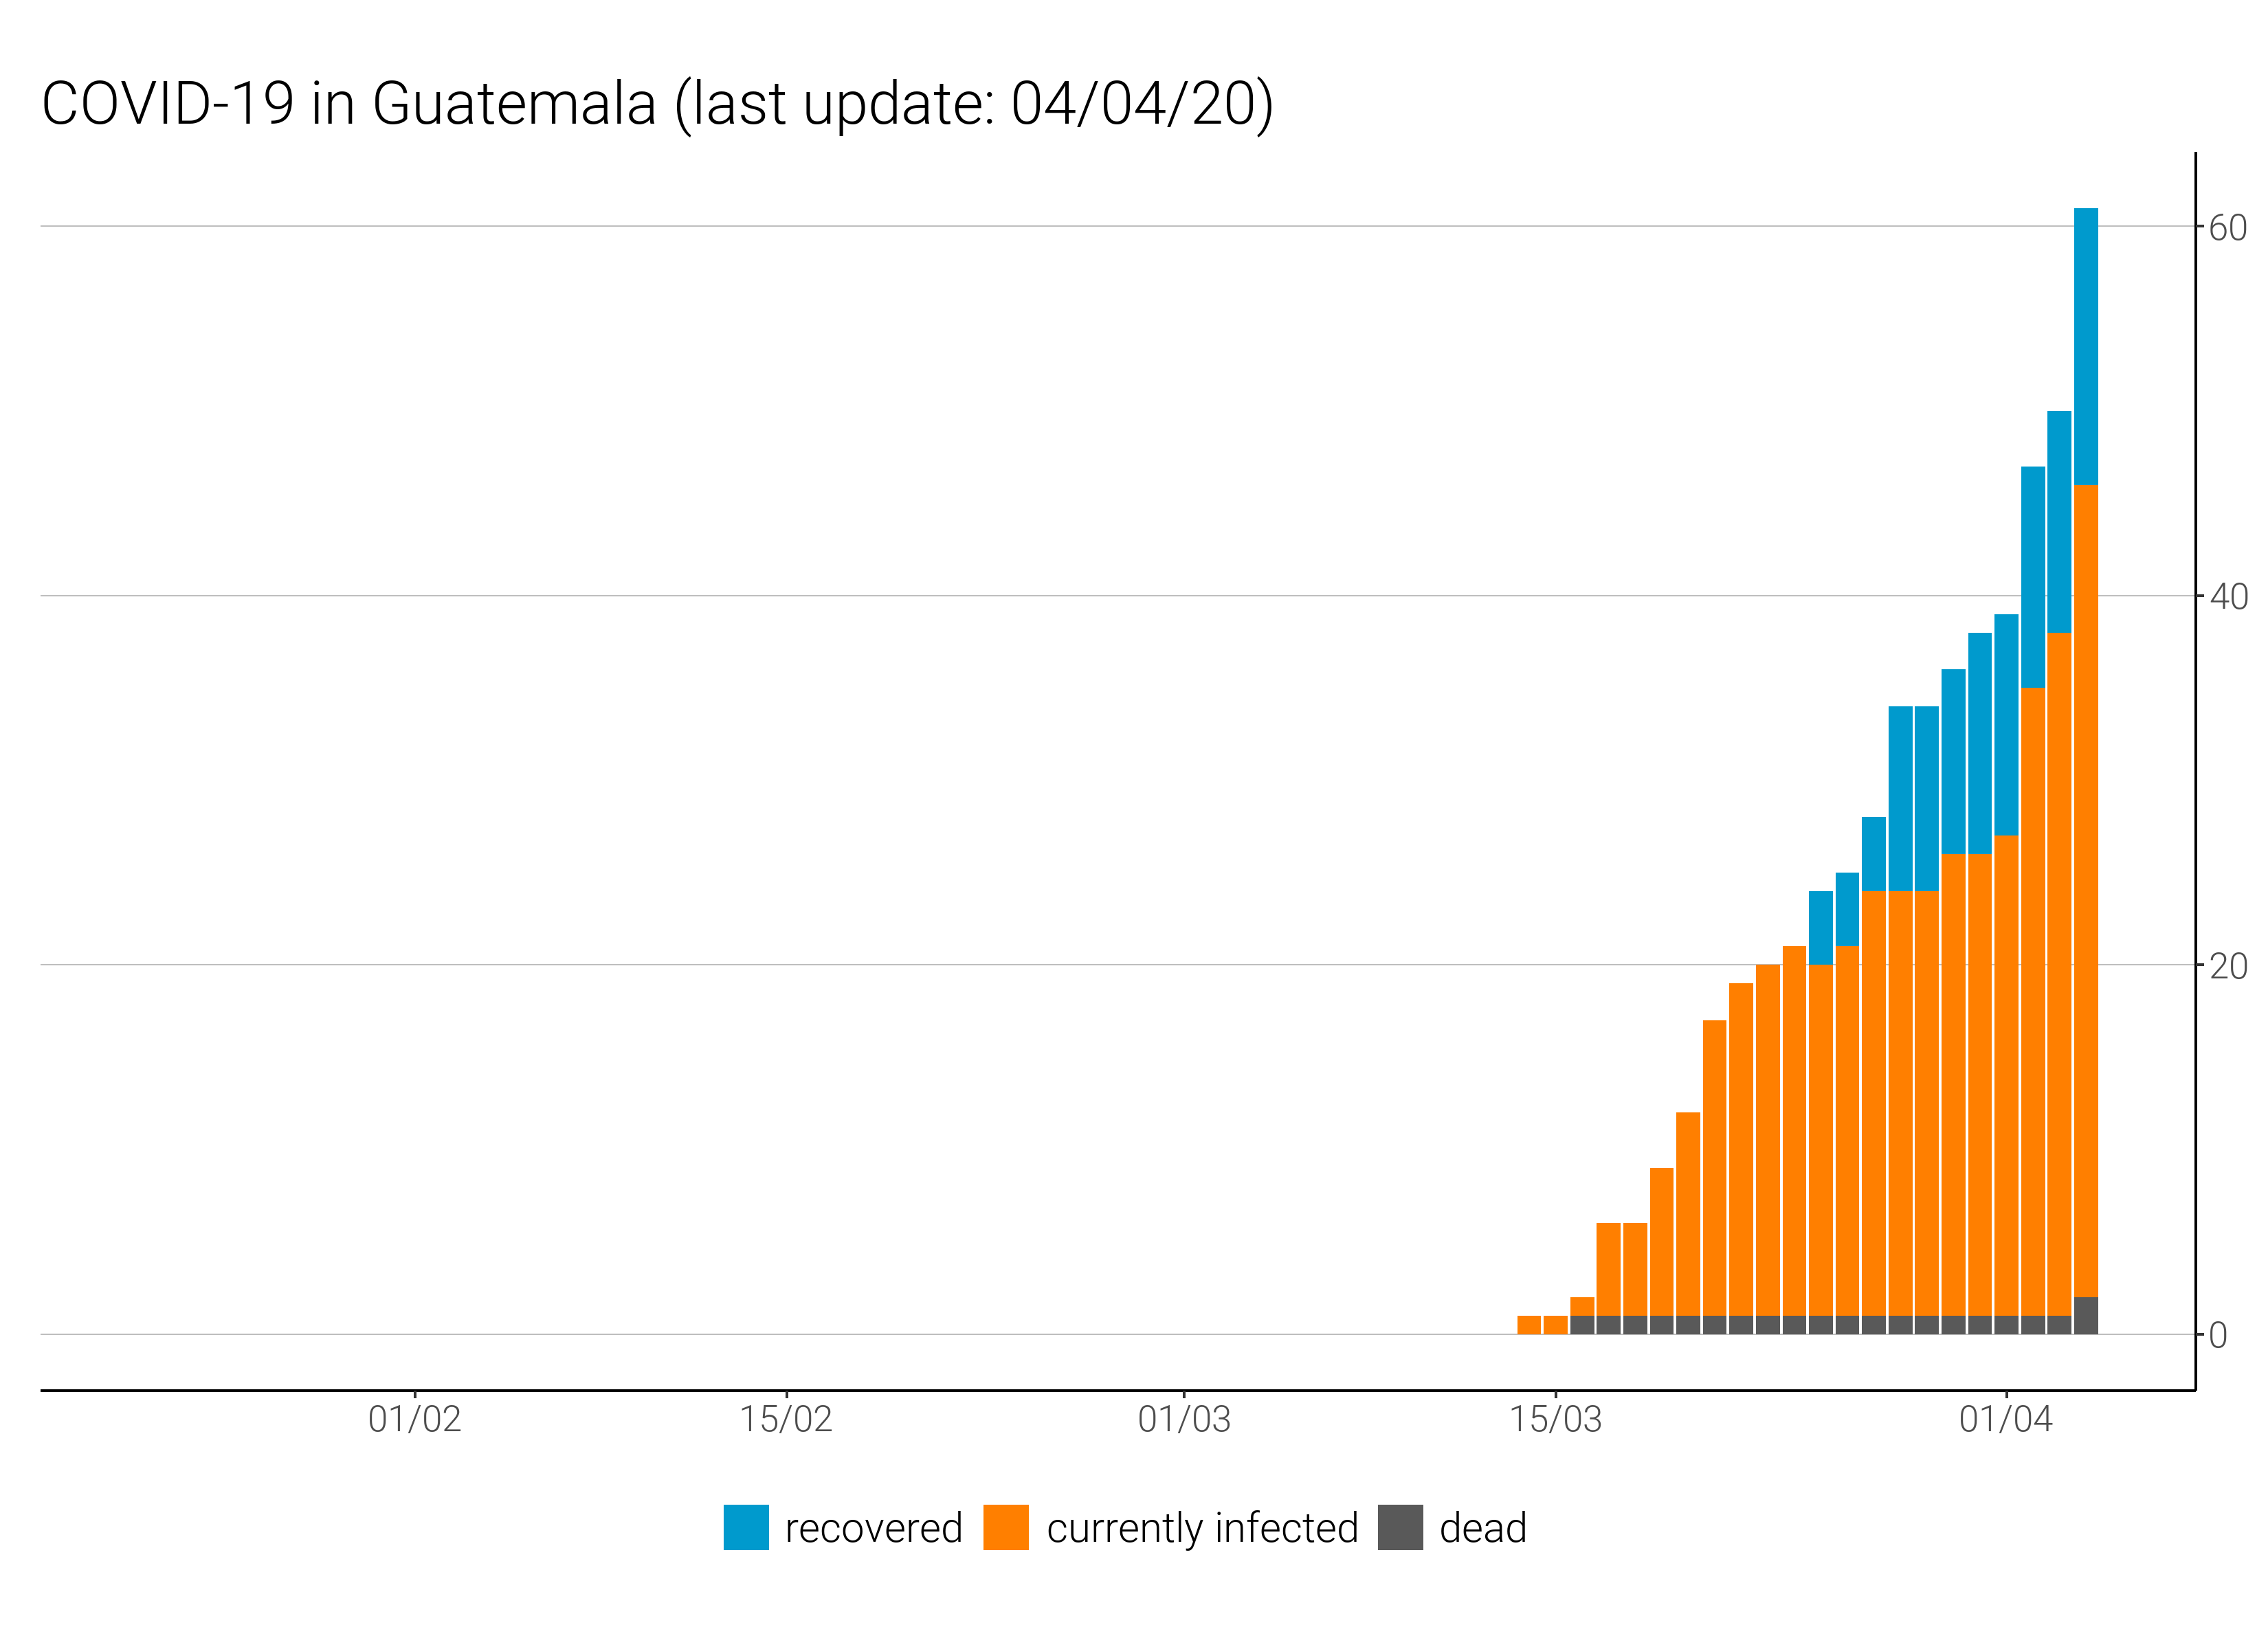 COVID-19 in Guatemala (last update: 04/04/20)
60
40
20
0
01/02 15/02 01/03 15/03 01/04
recovered currently infected dead